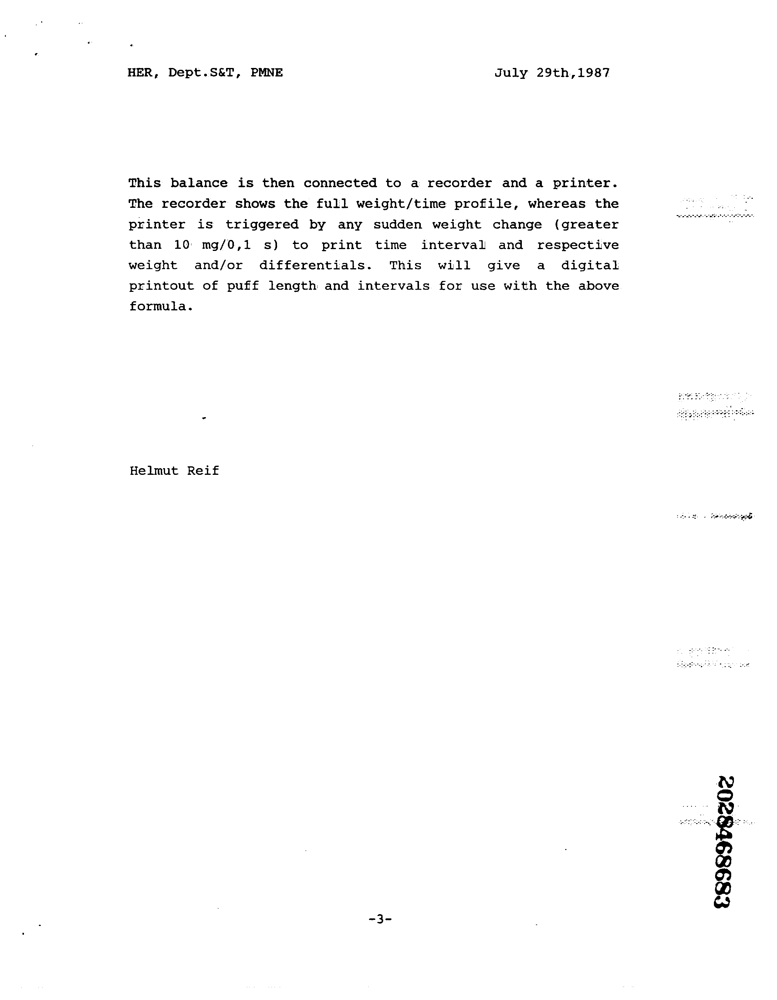 HER, Dept.S&T, PMNE July 29th,1987
This balance is then connected to a recorder and a printer.
The recorder shows the full weight/time profile, whereas the
printer is triggered by any sudden weight change (greater
than 10 mg/0,1 s) to print time interval and respective
weight and/or differentials. This will give a digital
printout of puff length and intervals for use with the above
formula.
Helmut Reif
2028468683
-3-